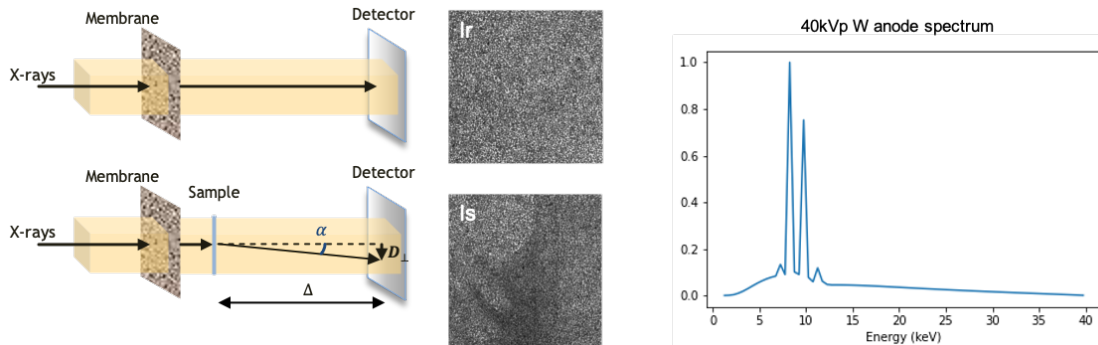 Membrane
Detector
X-rays
Ir
Membrane
Sample
Detector
X-rays
α
D⊥
Δ
Is
40kVp W anode spectrum
1.0
0.8
0.6
0.4
0.2
0.0
0 5 10 15 20 25 30 35 40
Energy (keV)